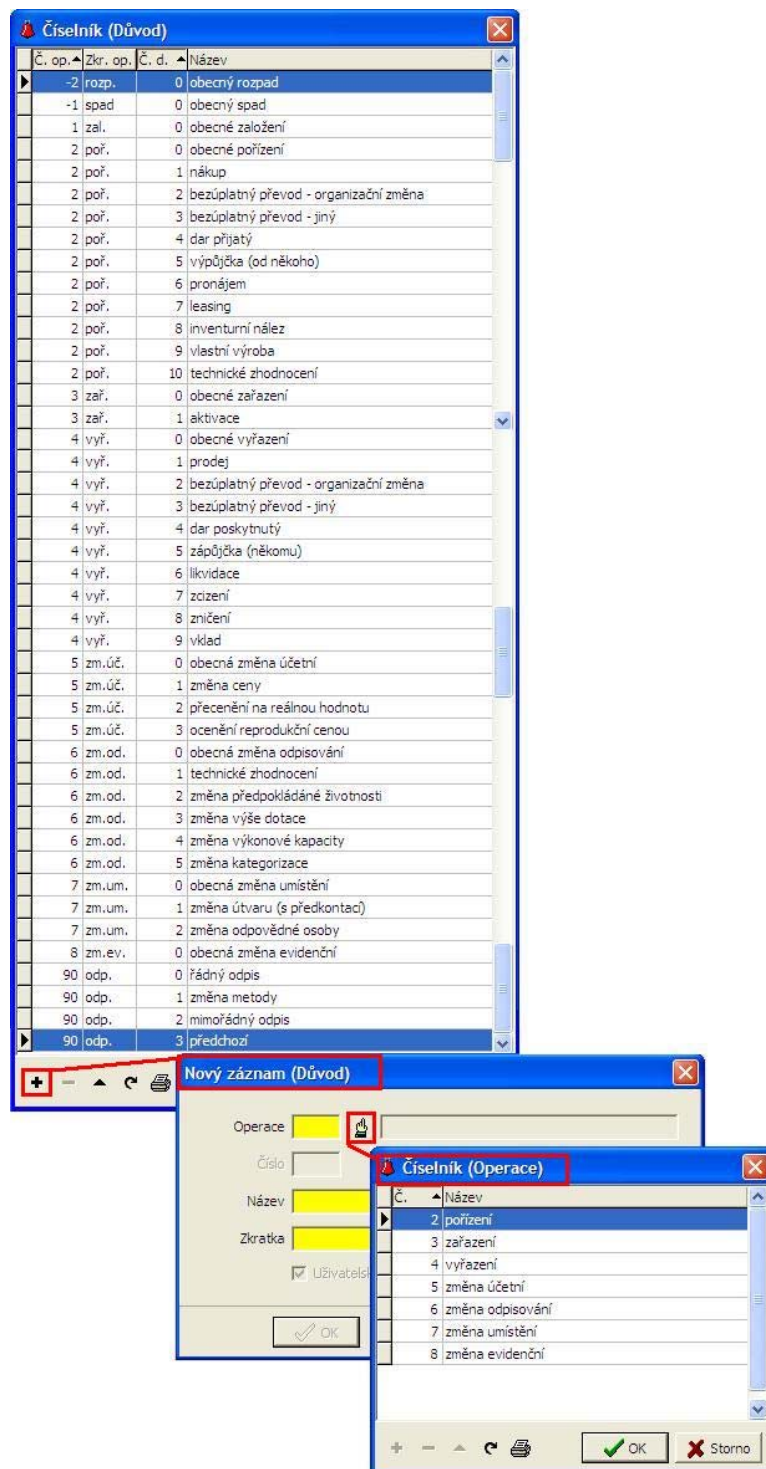 Číselník (Důvod)
Č. op. Zkr. op. Č. d. Název
-2 rozp. 0 obecný rozpad
-1 spad 0 obecný spad
1 zal. 0 obecné založení
2 poř. 0 obecné pořízení
2 poř. 1 nákup
2 poř. 2 bezúplatný převod - organizační změna
2 poř. 3 bezúplatný převod - jiný
2 poř. 4 dar přijatý
2 poř. 5 výpůjčka (od někoho)
2 poř. 6 pronájem
2 poř. 7 leasing
2 poř. 8 inventurní nález
2 poř. 9 vlastní výroba
2 poř. 10 technické zhodnocení
3 zař. 0 obecné zařazení
3 zař. 1 aktivace
4 vyř. 0 obecné vyřazení
4 vyř. 1 prodej
4 vyř. 2 bezúplatný převod - organizační změna
4 vyř. 3 bezúplatný převod - jiný
4 vyř. 4 dar poskytnutý
4 vyř. 5 zápůjčka (někomu)
4 vyř. 6 likvidace
4 vyř. 7 zcizení
4 vyř. 8 zničení
4 vyř. 9 vklad
5 zm.úč. 0 obecná změna účetní
5 zm.úč. 1 změna ceny
5 zm.úč. 2 přecenění na reálnou hodnotu
5 zm.úč. 3 ocenění reprodukční cenou
6 zm.od. 0 obecná změna odpisování
6 zm.od. 1 technické zhodnocení
6 zm.od. 2 změna předpokládáné životnosti
6 zm.od. 3 změna výše dotace
6 zm.od. 4 změna výkonové kapacity
6 zm.od. 5 změna kategorizace
7 zm.um. 0 obecná změna umístění
7 zm.um. 1 změna útvaru (s předkontací)
7 zm.um. 2 změna odpovědné osoby
8 zm.ev. 0 obecná změna evidenční
90 odp. 0 řádný odpis
90 odp. 1 změna metody
90 odp. 2 mimořádný odpis
90 odp. 3 předchozí
Nový záznam (Důvod)
Operace
Číslo
Název
Zkratka
Uživatelsk
OK
Číselník (Operace)
Č. Název
2 pořízení
3 zařazení
4 vyřazení
5 změna účetní
6 změna odpisování
7 změna umístění
8 změna evidenční
OK Storno